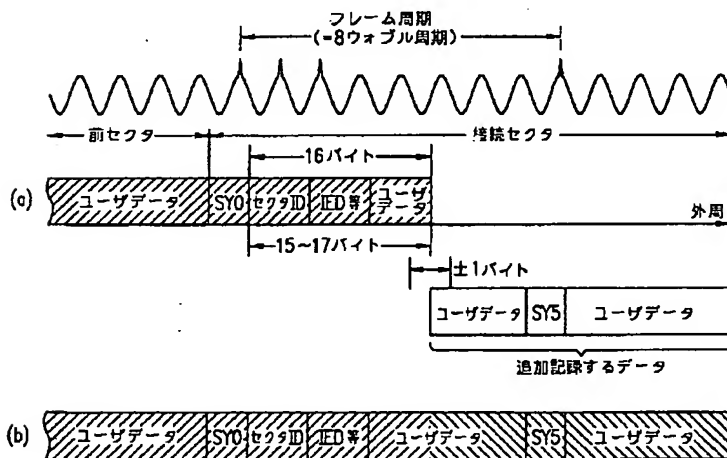 フレーム周期
(=8ウォブル周期)
前セクタ
接続セクタ
16バイト
(a)
ユーザデータ
SY0
セクタID
IED等
ユーザ
データ
外周
15~17バイト
±1バイト
ユーザデータ
SY5
ユーザデータ
追加記録するデータ
(b)
ユーザデータ
SY0
セクタID
IED等
ユーザデータ
SY5
ユーザデータ